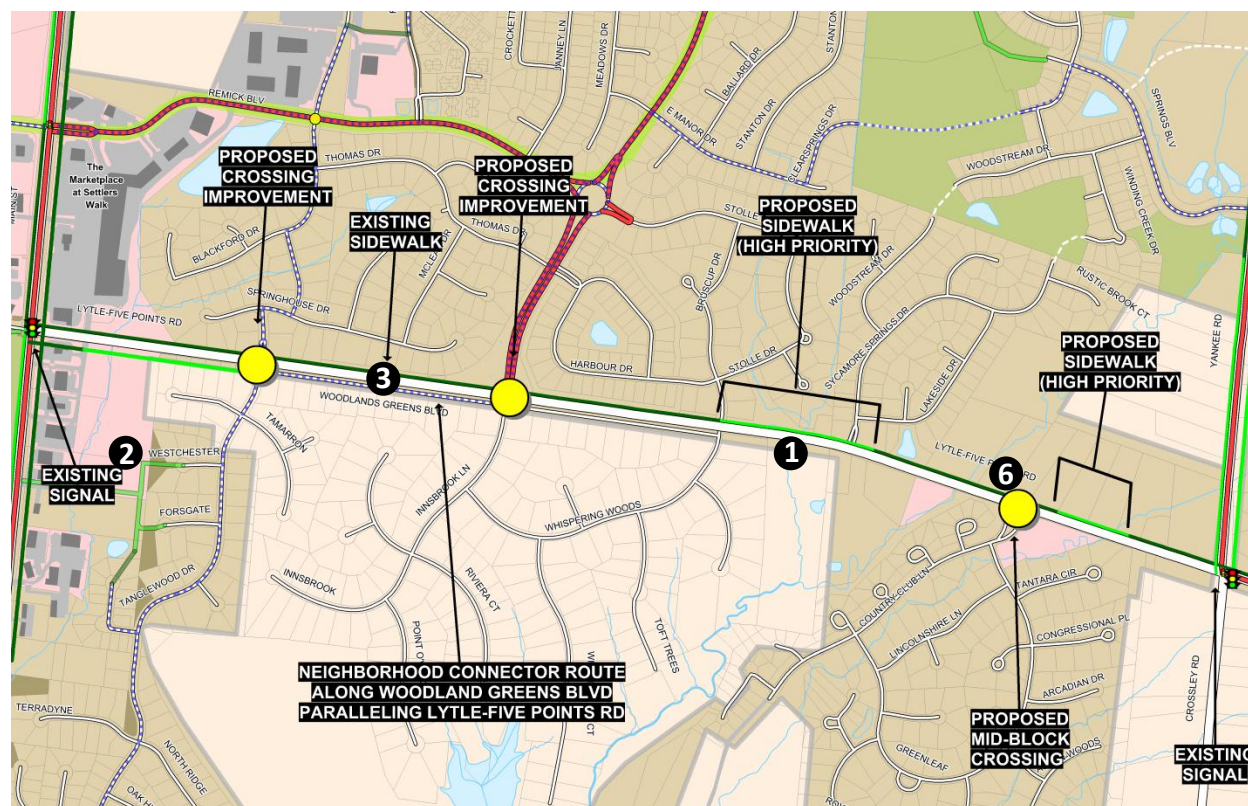 CROCKETT
JANNEY LN
MEADOWS DR
BALLARD DR
STANTON DR
STANTON
E MANOR DR
CLEARSPRINGS DR
SPRINGS BLV
REMICK BLV
THOMAS DR
WOODSTREAM DR
WINDING CREEK DR
MAIN ST
The
Marketplace
at Settlers
Walk
PROPOSED
CROSSING
IMPROVEMENT
EXISTING
SIDEWALK
PROPOSED
CROSSING
IMPROVEMENT
PROPOSED
SIDEWALK
(HIGH PRIORITY)
STOLLE
THOMAS DR
BLACKFORD DR
MCLEAN DR
BRUSCUP DR
WOODSTREAM DR
RUSTIC BROOK CT
YANKEE RD
SPRINGHOUSE DR
LYTLE-FIVE POINTS RD
HARBOUR DR
STOLLE DR
SYCAMORE SPRINGS DR
LAKESIDE DR
PROPOSED
SIDEWALK
(HIGH PRIORITY)
3
WOODLANDS GREENS BLVD
TAMARRON
2
WESTCHESTER
EXISTING
SIGNAL
FORSGATE
TANGLEWOOD DR
INNSBROOK LN
WHISPERING WOODS
1
LYTLE-FIVE P RD
6
INNSBROOK
RIVIERA CT
TOFT TREES
COUNTRY CLUB LN
TANTARA CIR
LINCOLNSHIRE LN
CONGRESSIONAL PL
ARCADIAN DR
CROSSLEY RD
NEIGHBORHOOD CONNECTOR ROUTE
ALONG WOODLAND GREENS BLVD
PARALLELING LYTLE-FIVE POINTS RD
PROPOSED
MID-BLOCK
CROSSING
EXISTING
SIGNAL
TERRADYNE
NORTH RIDGE
GREENLEAF